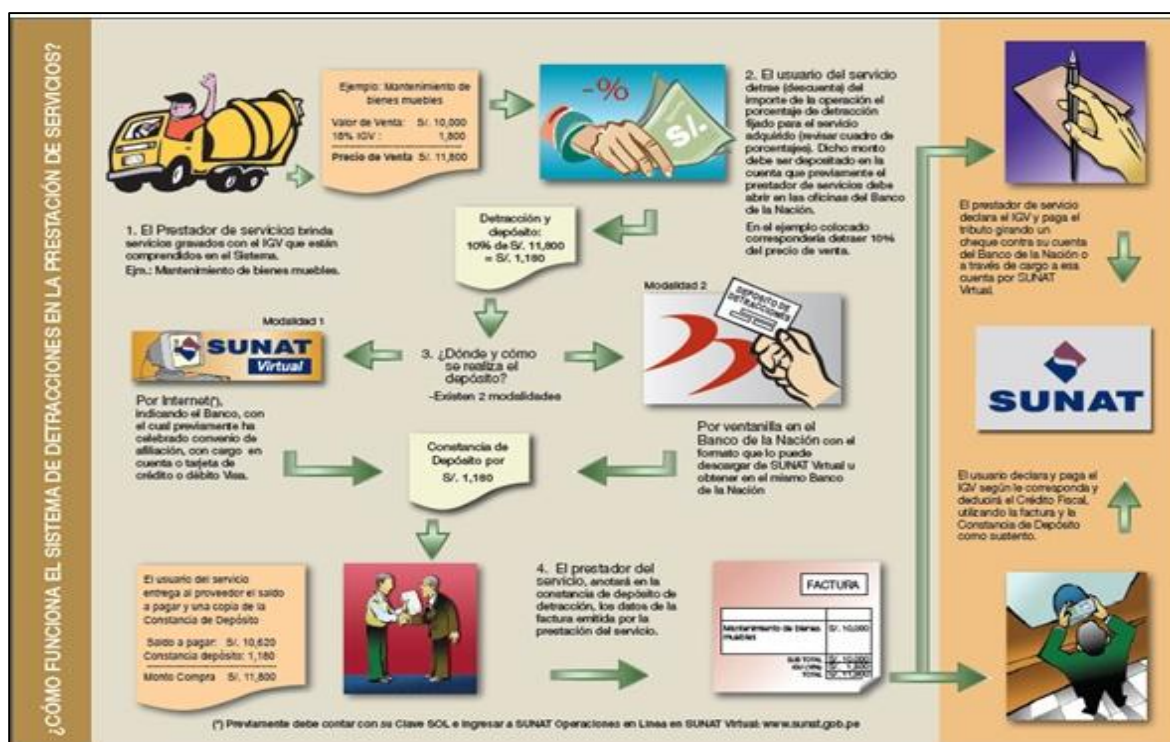 ¿CÓMO FUNCIONA EL SISTEMA DE DETRACCIONES EN LA PRESTACIÓN DE SERVICIOS?
Ejemplo: Mantenimiento de
bienes muebles
Valor de Venta: S/. 10,000
18% IGV : 1,800
Precio de Venta S/. 11,800
1. El Prestador de servicios brinda
servicios gravados con el IGV que están
comprendidos en el Sistema.
Ejm.: Mantenimiento de bienes muebles.
-%
S/.
2. El usuario del servicio
detrae (descuenta) del
importe de la operación el
porcentaje de detracción
fijado para el servicio
adquirido (revisar cuadro de
porcentajes). Dicho monto
debe ser depositado en la
cuenta que previamente el
prestador de servicios debe
abrir en las oficinas del Banco
de la Nación.
En el ejemplo colocado
correspondería detraer 10%
del precio de venta.
Detracción y
depósito:
10% de S/. 11,800
= S/. 1,180
3. ¿Dónde y cómo
se realiza el
depósito?
-Existen 2 modalidades
Modalidad 1
SUNAT
Virtual
Por Internet(*),
indicando el Banco, con
el cual previamente ha
celebrado convenio de
afiliación, con cargo en
cuenta o tarjeta de
crédito o débito Visa.
Modalidad 2
DEPOSITO DE
DETRACCIONES
Por ventanilla en el
Banco de la Nación con el
formato que lo puede
descargar de SUNAT Virtual u
obtener en el mismo Banco
de la Nación
Constancia de
Depósito por
S/. 1,180
El usuario del servicio
entrega al proveedor el saldo
a pagar y una copia de la
Constancia de Depósito
Saldo a pagar: S/. 10,620
Constancia depósito: 1,180
Monto Compra S/. 11,800
4. El prestador del
servicio, anotará en la
constancia de depósito de
detracción, los datos de la
factura emitida por la
prestación del servicio.
FACTURA
Mantenimiento de bienes S/. 10,000
muebles
SUB TOTAL S/. 10,000
IGV (18%) S/. 1,800
TOTAL S/. 11,800
El prestador de servicio
declara el IGV y paga el
tributo girando un
cheque contra su cuenta
del Banco de la Nación o
a través de cargo a esa
cuenta por SUNAT
Virtual.
SUNAT
El usuario declara y paga el
IGV según le corresponda y
deducirá el Crédito Fiscal,
utilizando la factura y la
Constancia de Depósito
como sustento.
(*) Previamente debe contar con su Clave SOL e ingresar a SUNAT Operaciones en Línea en SUNAT Virtual: www.sunat.gob.pe